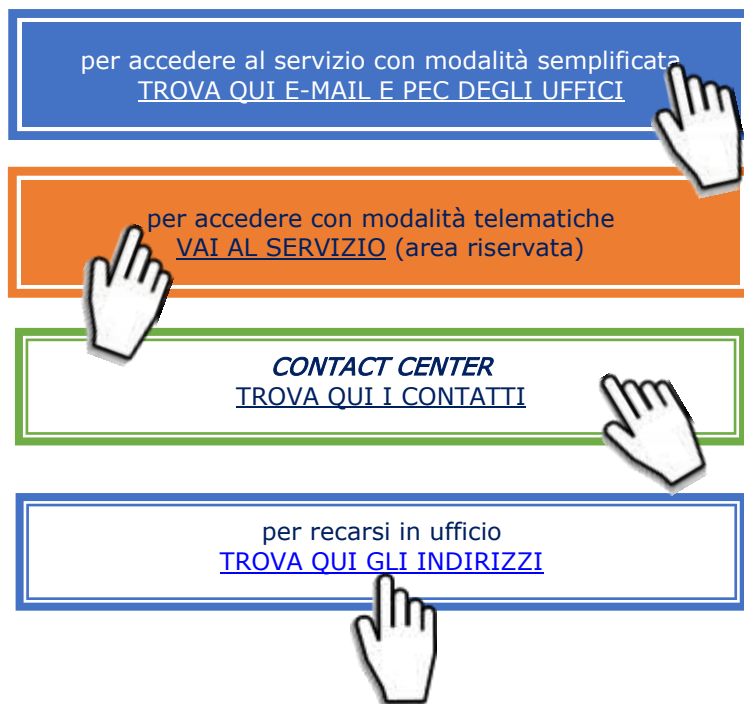 per accedere al servizio con modalità semplificata
TROVA QUI E-MAIL E PEC DEGLI UFFICI
per accedere con modalità telematiche
VAI AL SERVIZIO (area riservata)
CONTACT CENTER
TROVA QUI I CONTATTI
per recarsi in ufficio
TROVA QUI GLI INDIRIZZI